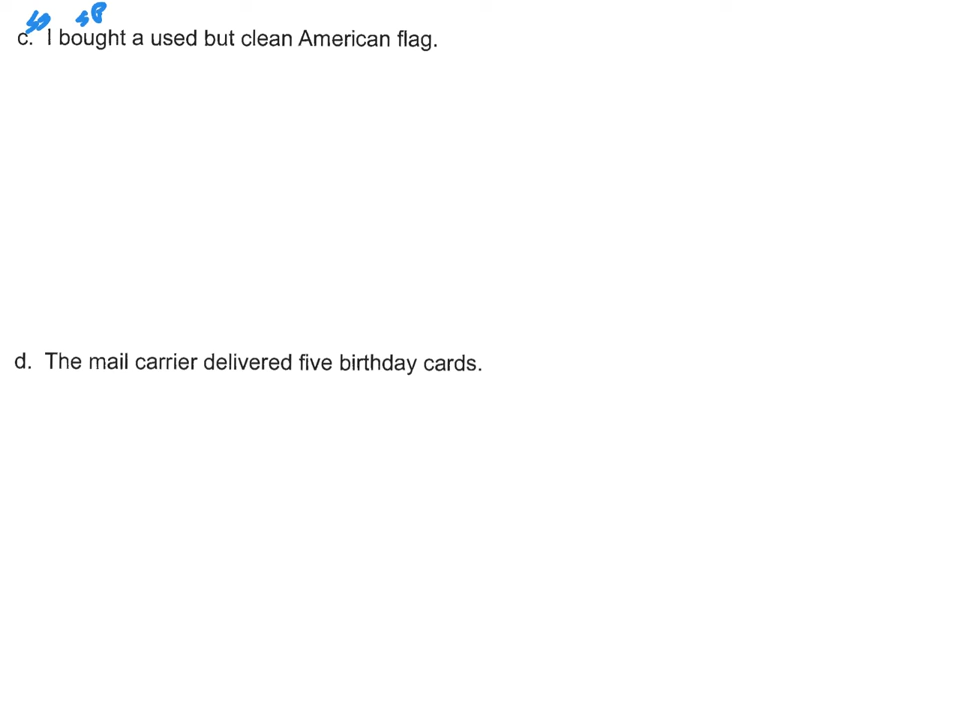 c. I bought a used but clean American flag.
d. The mail carrier delivered five birthday cards.